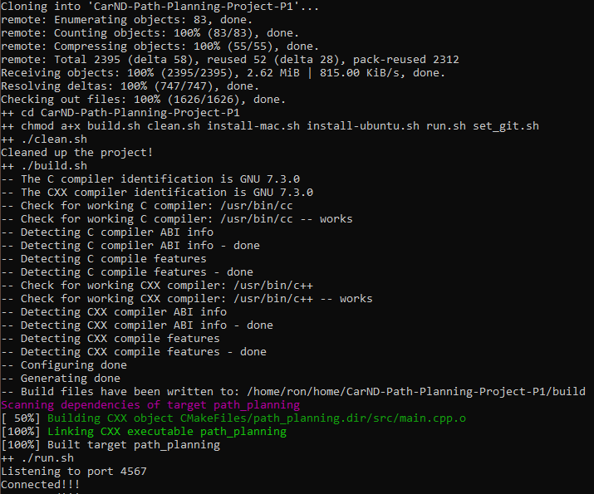 Cloning into 'CarND-Path-Planning-Project-P1'...
remote: Enumerating objects: 83, done.
remote: Counting objects: 100% (83/83), done.
remote: Compressing objects: 100% (55/55), done.
remote: Total 2395 (delta 58), reused 52 (delta 28), pack-reused 2312
Receiving objects: 100% (2395/2395), 2.62 MiB | 815.00 KiB/s, done.
Resolving deltas: 100% (747/747), done.
Checking out files: 100% (1626/1626), done.
++ cd CarND-Path-Planning-Project-P1
++ chmod a+x build.sh clean.sh install-mac.sh install-ubuntu.sh run.sh set_git.sh
++ ./clean.sh
Cleaned up the project!
++ ./build.sh
-- The C compiler identification is GNU 7.3.0
-- The CXX compiler identification is GNU 7.3.0
-- Check for working C compiler: /usr/bin/cc
-- Check for working C compiler: /usr/bin/cc -- works
-- Detecting C compiler ABI info
-- Detecting C compiler ABI info - done
-- Detecting C compile features
-- Detecting C compile features - done
-- Check for working CXX compiler: /usr/bin/c++
-- Check for working CXX compiler: /usr/bin/c++ -- works
-- Detecting CXX compiler ABI info
-- Detecting CXX compiler ABI info - done
-- Detecting CXX compile features
-- Detecting CXX compile features - done
-- Configuring done
-- Generating done
-- Build files have been written to: /home/ron/home/CarND-Path-Planning-Project-P1/build
Scanning dependencies of target path_planning
[ 50%] Building CXX object CMakeFiles/path_planning.dir/src/main.cpp.o
[100%] Linking CXX executable path_planning
[100%] Built target path_planning
++ ./run.sh
Listening to port 4567
Connected!!!